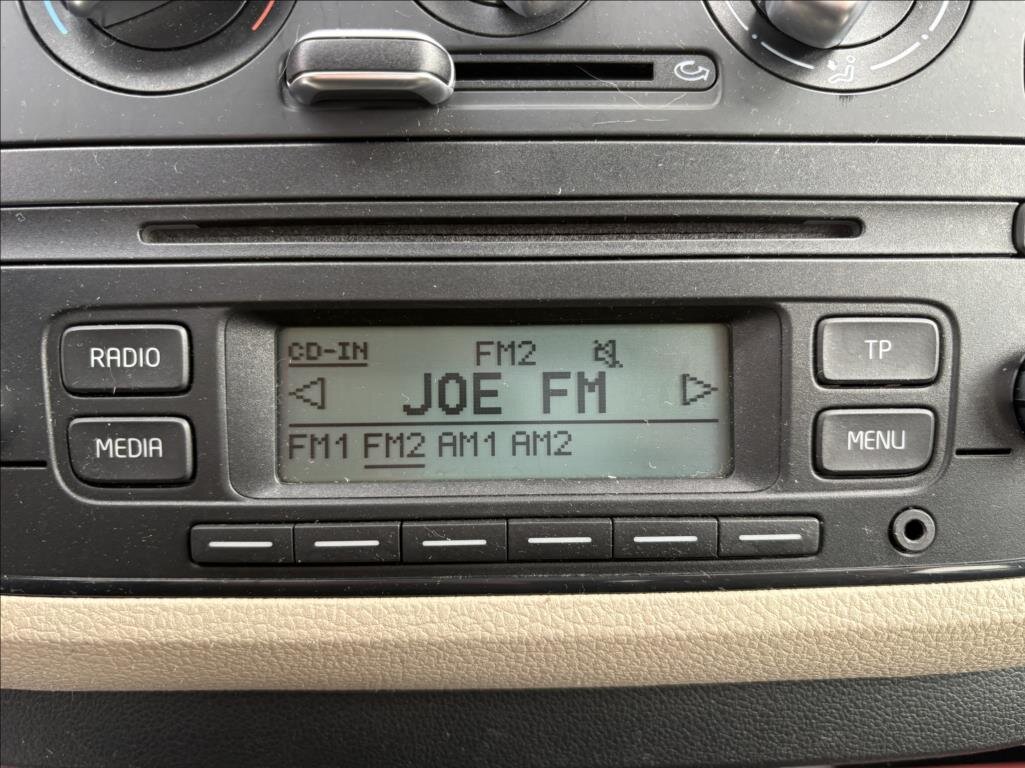 CD-IN FM2
RADIO JOE FM TP
MEDIA FM1 FM2 AM1 AM2 MENU